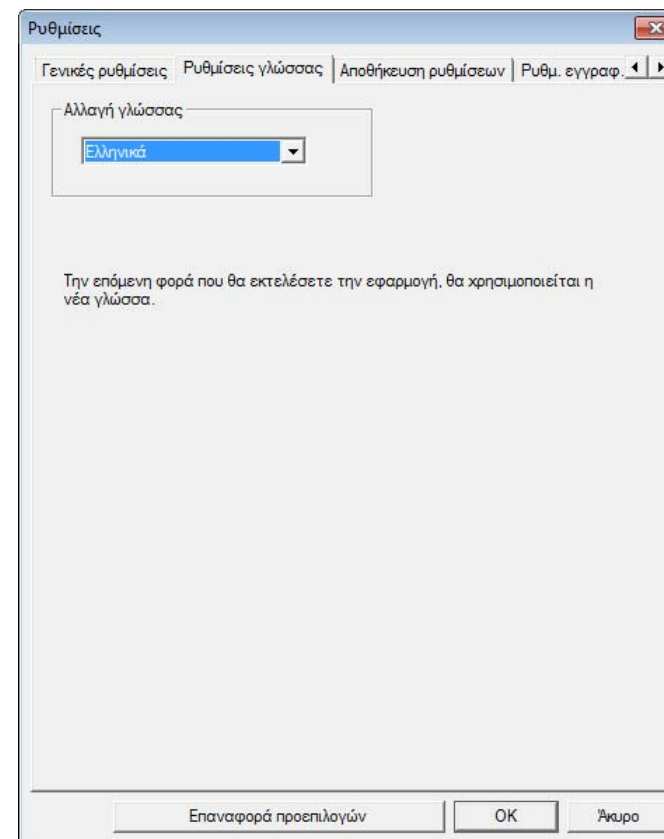 Ρυθμίσεις
Γενικές ρυθμίσεις Ρυθμίσεις γλώσσας Αποθήκευση ρυθμίσεων Ρυθμ. εγγραφ.
Αλλαγή γλώσσας
Ελληνικά
Την επόμενη φορά που θα εκτελέσετε την εφαρμογή, θα χρησιμοποιείται η
νέα γλώσσα.
Επαναφορά προεπιλογών OK Άκυρο